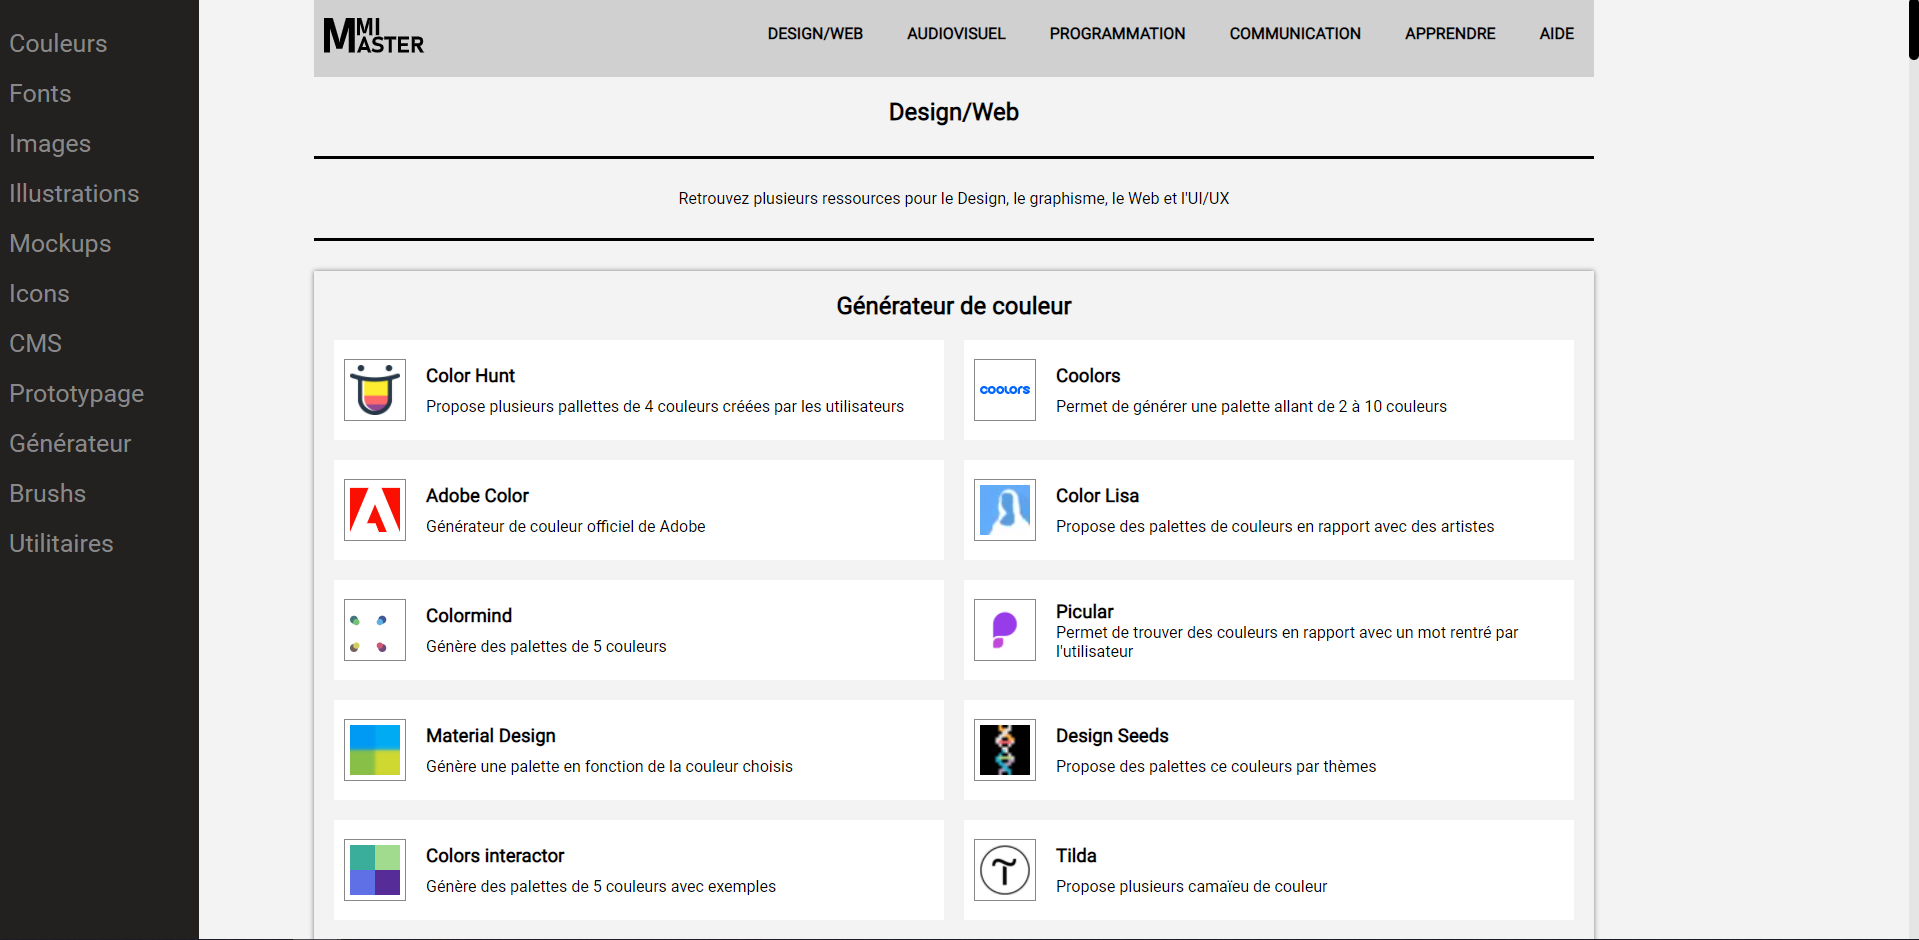 Couleurs
Fonts
Images
Illustrations
Mockups
Icons
CMS
Prototypage
Générateur
Brushs
Utilitaires
MMI
MASTER
DESIGN/WEB AUDIOVISUEL PROGRAMMATION COMMUNICATION APPRENDRE AIDE
Design/Web
Retrouvez plusieurs ressources pour le Design, le graphisme, le Web et l'UI/UX
Générateur de couleur
Color Hunt
Propose plusieurs pallettes de 4 couleurs créées par les utilisateurs
coolors
Coolors
Permet de générer une palette allant de 2 à 10 couleurs
Adobe Color
Générateur de couleur officiel de Adobe
Color Lisa
Propose des palettes de couleurs en rapport avec des artistes
Colormind
Génère des palettes de 5 couleurs
Picular
Permet de trouver des couleurs en rapport avec un mot rentré par
l'utilisateur
Material Design
Génère une palette en fonction de la couleur choisis
Design Seeds
Propose des palettes ce couleurs par thèmes
Colors interactor
Génère des palettes de 5 couleurs avec exemples
Tilda
Propose plusieurs camaïeu de couleur